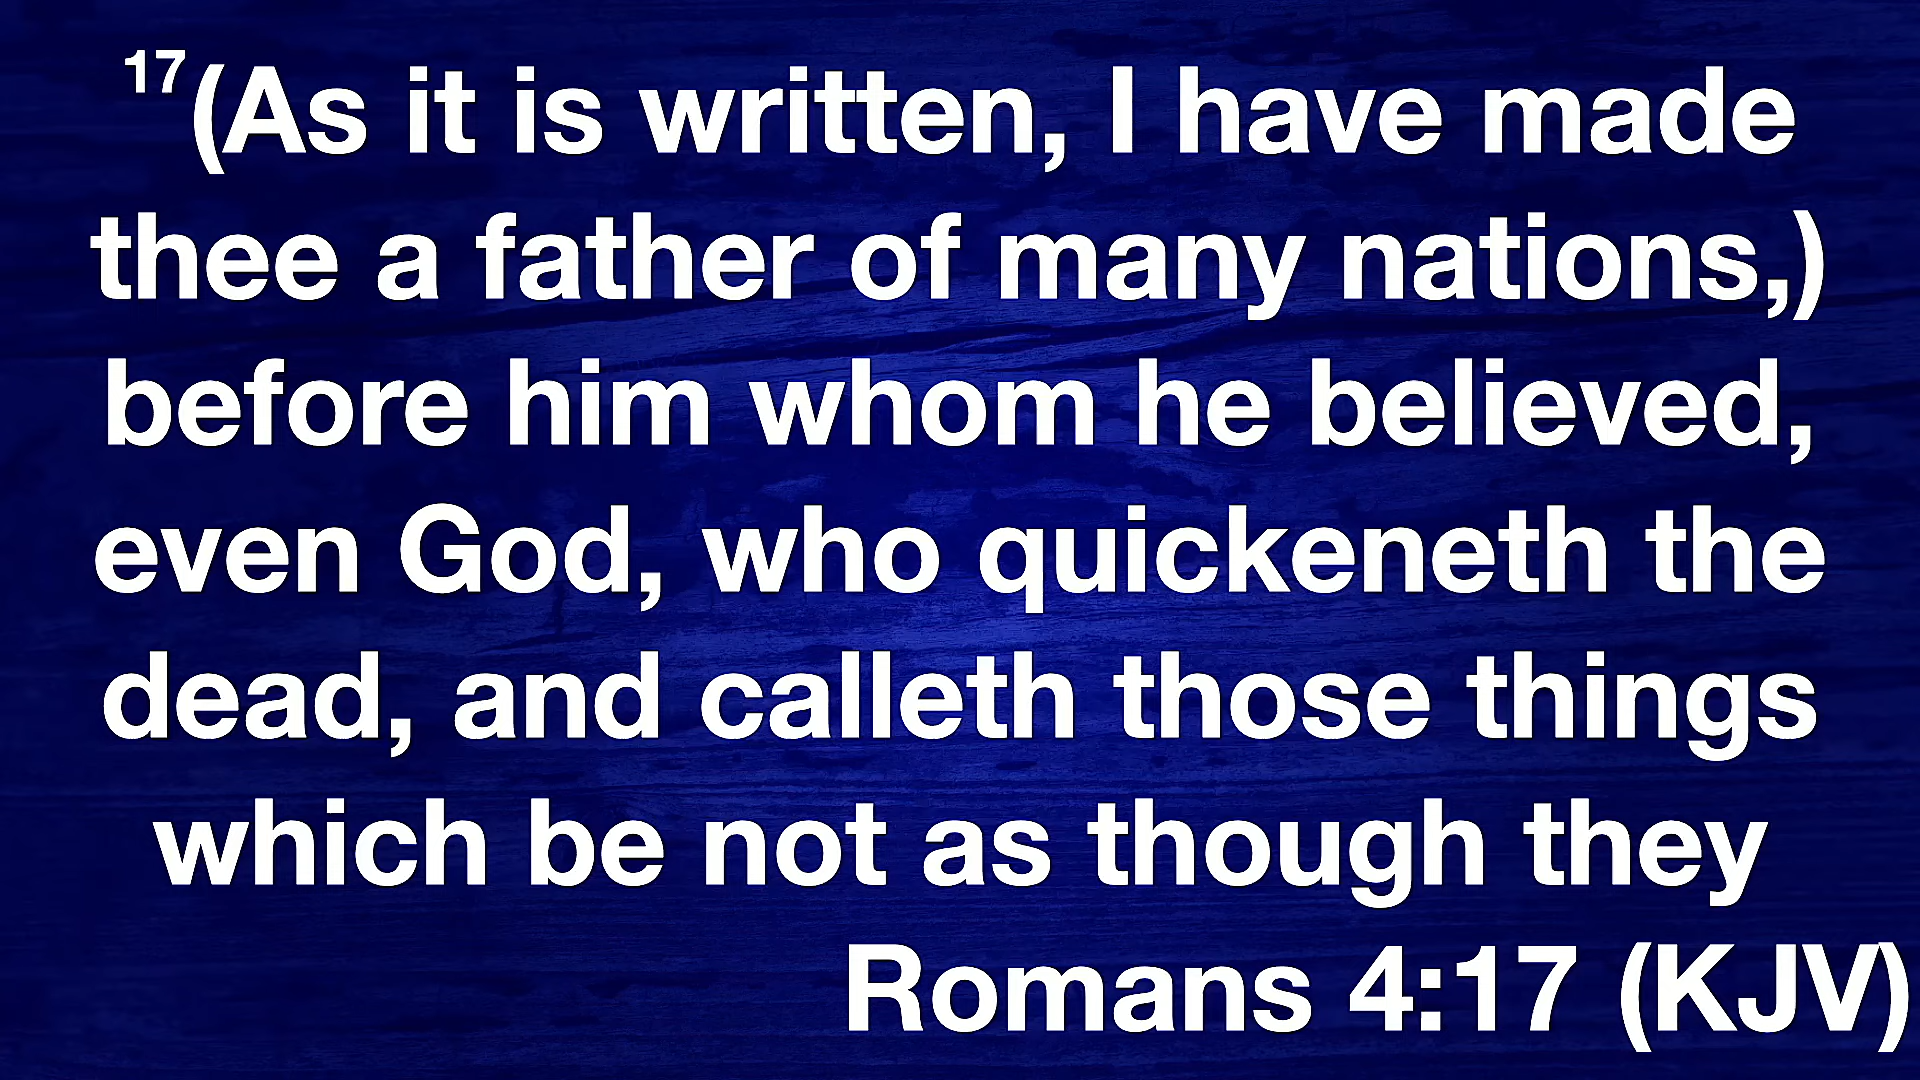 17(As it is written, I have made
thee a father of many nations,)
before him whom he believed,
even God, who quickeneth the
dead, and calleth those things
which be not as though they
Romans 4:17 (KJV)